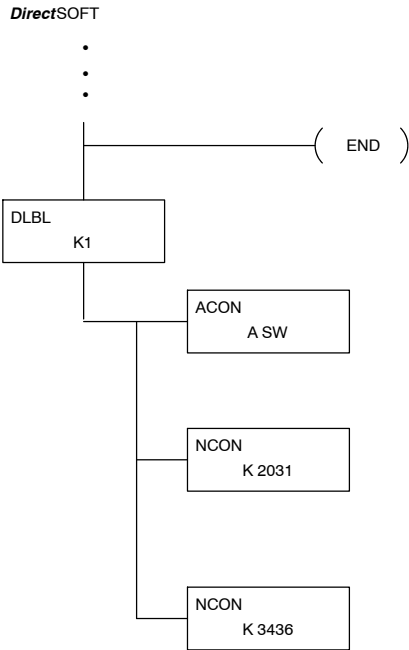 DirectSOFT
END
DLBL
K1
ACON
A SW
NCON
K 2031
NCON
K 3436